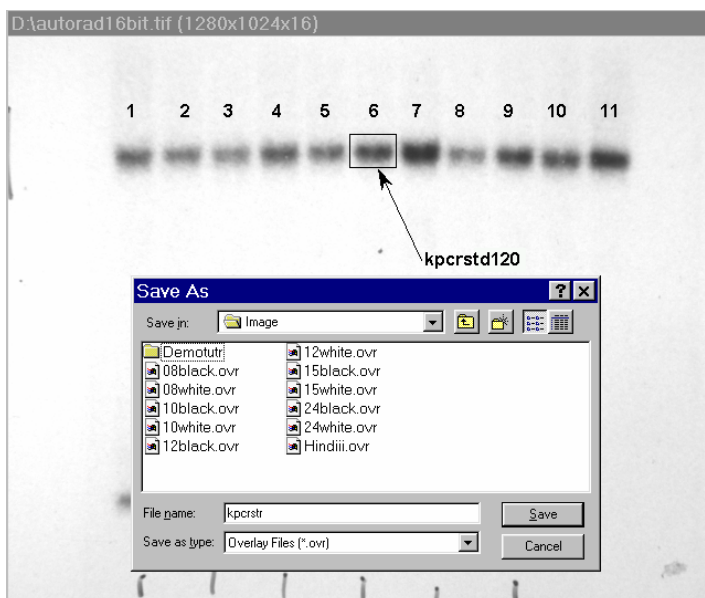 D:\autorad16bit.tif (1280x1024x16)
1 2 3 4 5 6 7 8 9 10 11
kpcrstd120
Save As
Save in: Image
Demotutr 12white.ovr
08black.ovr 15black.ovr
08white.ovr 15white.ovr
10black.ovr 24black.ovr
10white.ovr 24white.ovr
12black.ovr Hindiii.ovr
File name: kpcrstr Save
Save as type: Overlay Files (*.ovr) Cancel